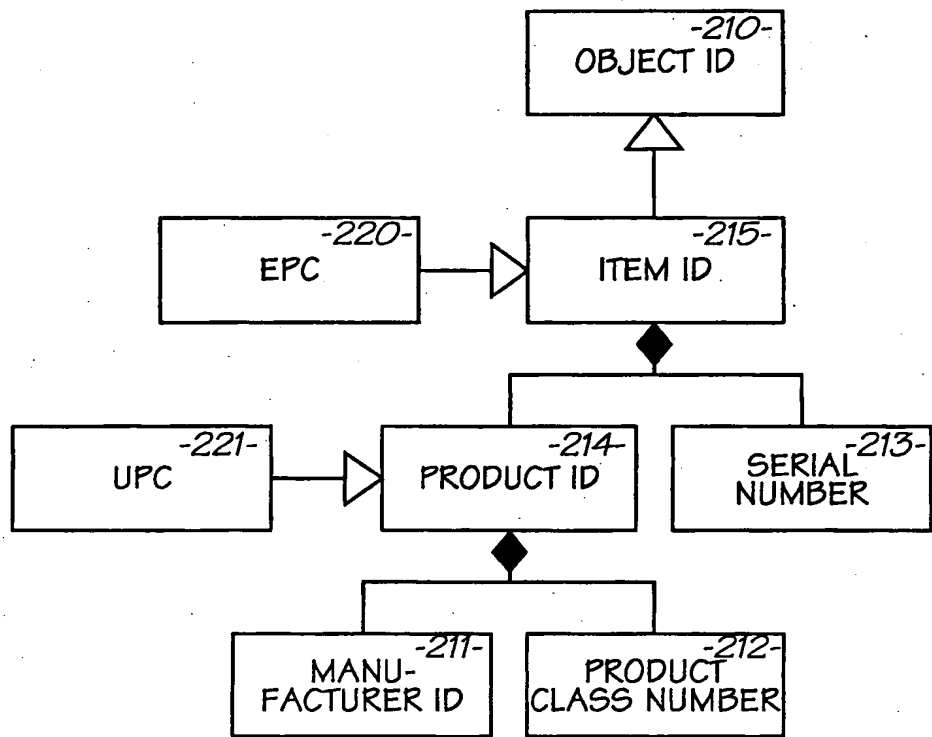 -210-
OBJECT ID
-220-
EPC
-215-
ITEM ID
-221-
UPC
-214-
PRODUCT ID
-213-
SERIAL
NUMBER
-211-
MANU-
FACTURER ID
-212-
PRODUCT
CLASS NUMBER